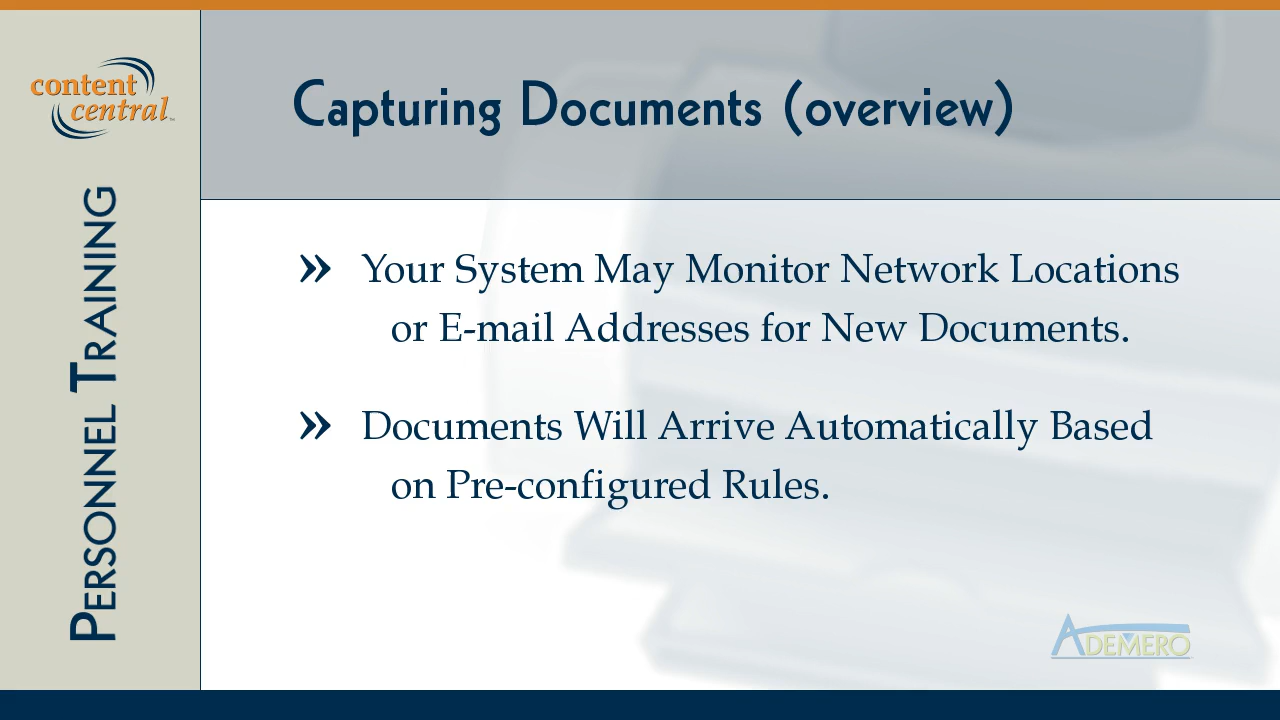 content
central™
PERSONNEL TRAINING
Capturing Documents (overview)
» Your System May Monitor Network Locations
or E-mail Addresses for New Documents.
» Documents Will Arrive Automatically Based
on Pre-configured Rules.
ADEMERO